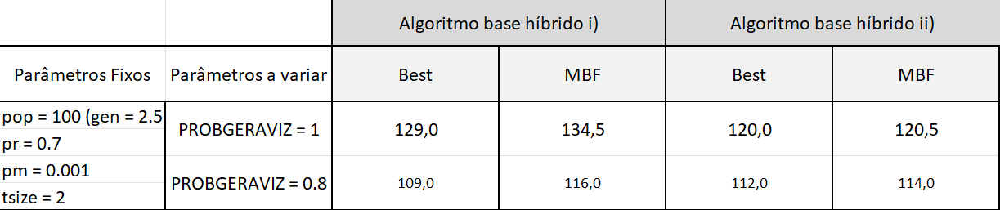 Algoritmo base híbrido i) Algoritmo base híbrido ii)
Parâmetros Fixos Parâmetros a variar Best MBF Best MBF
pop = 100 (gen = 2.5
PROBGERAVIZ = 1 129,0 134,5 120,0 120,5
pr = 0.7
pm = 0.001
PROBGERAVIZ = 0.8 109,0 116,0 112,0 114,0
tsize = 2